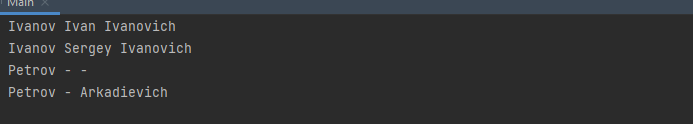 Main
Ivanov Ivan Ivanovich
Ivanov Sergey Ivanovich
Petrov - -
Petrov - Arkadievich